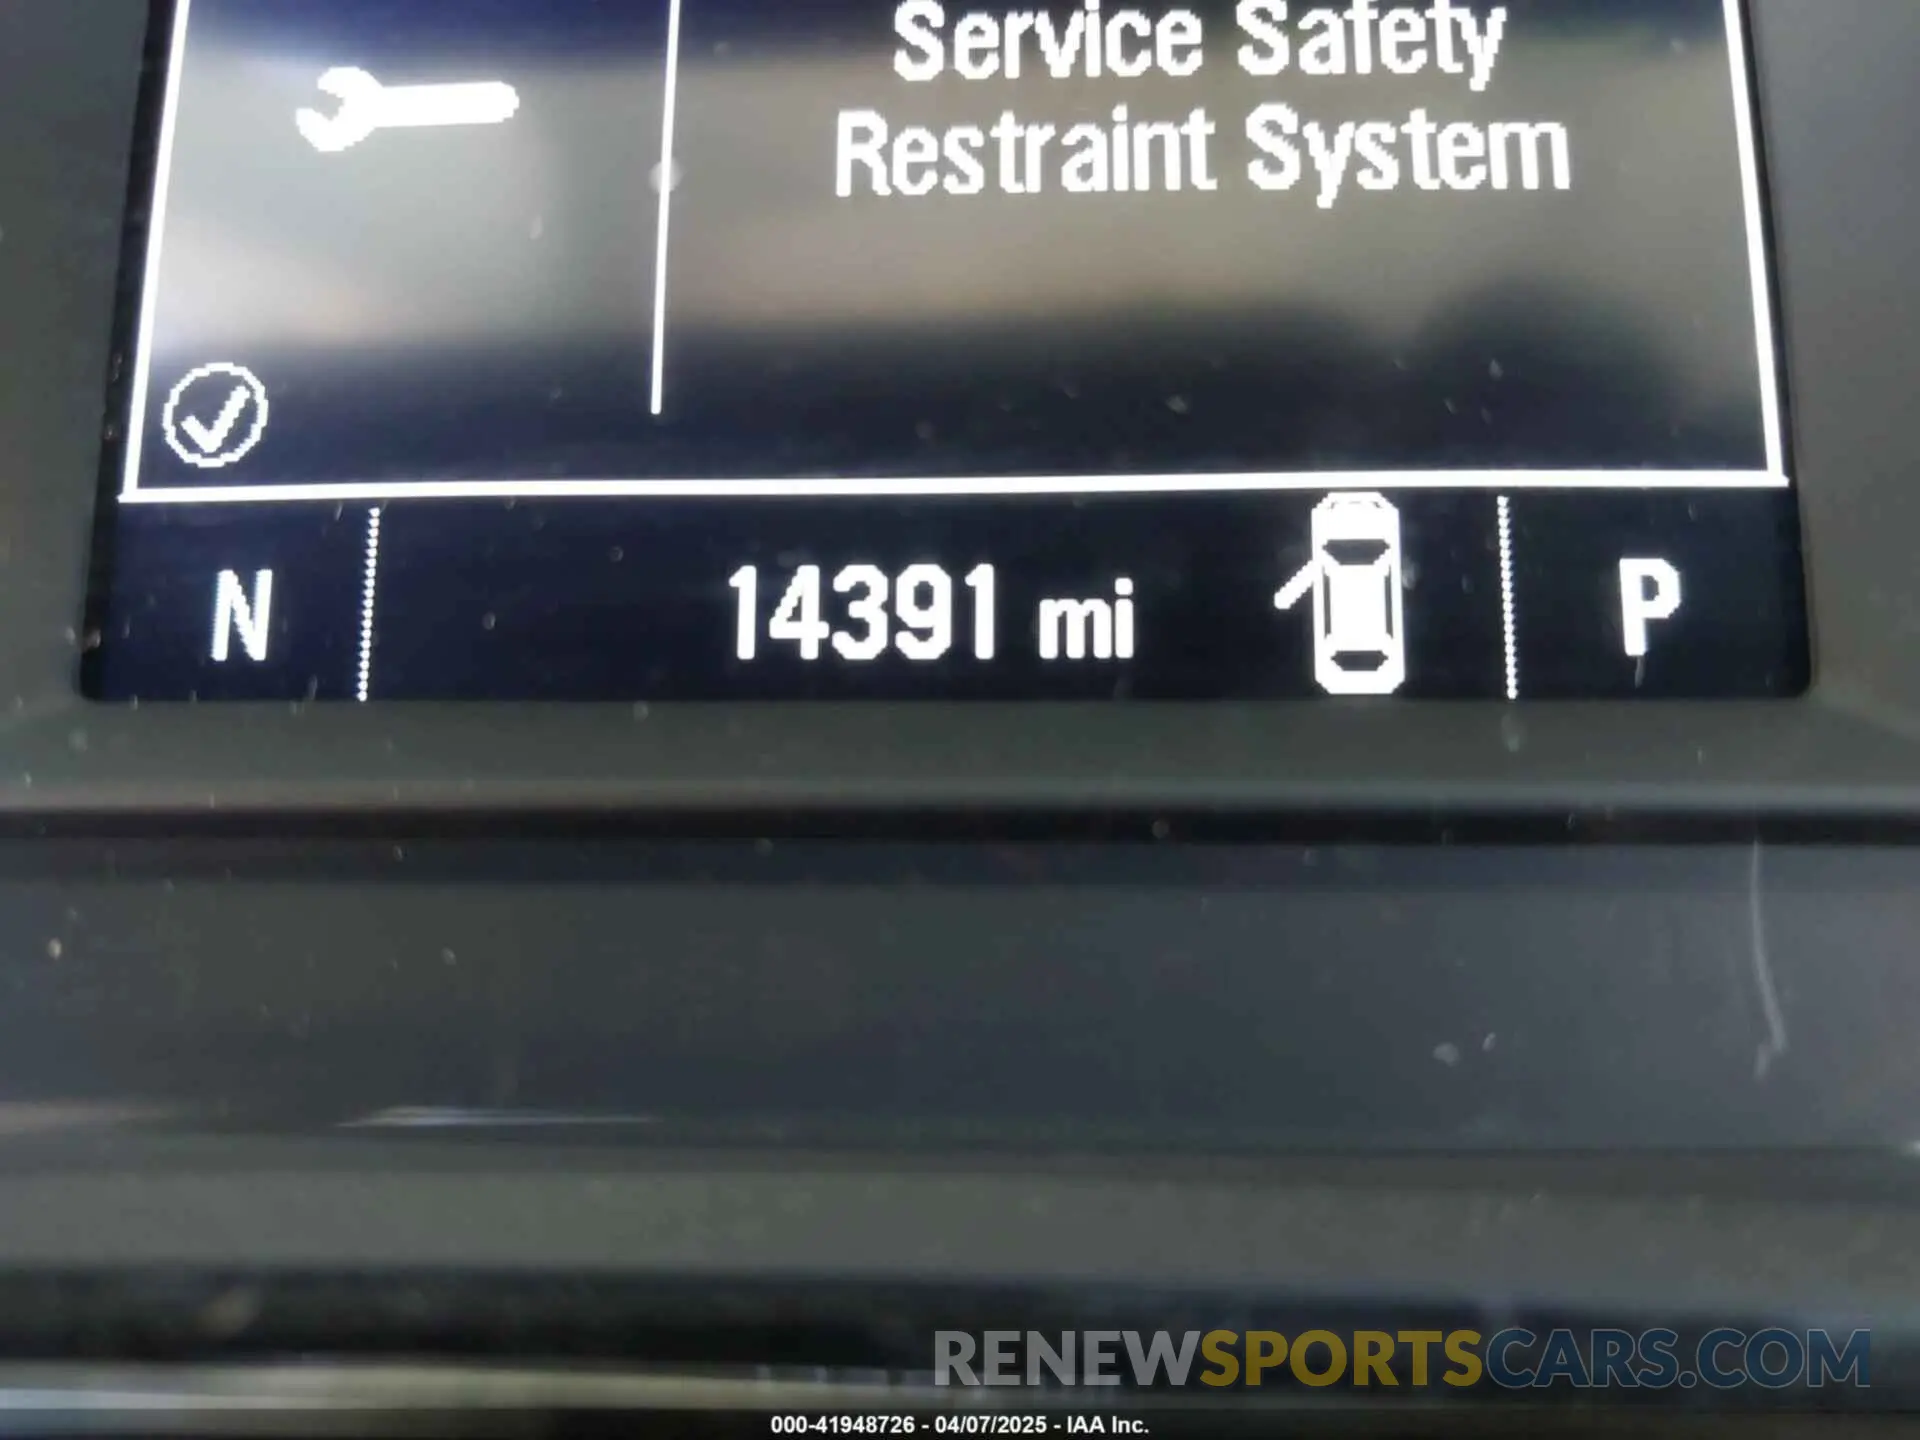 Service Safety
Restraint System
N 14391 mi P
RENEWSPORTSCARS.COM
000-41948726 - 04/07/2025 - IAA Inc.